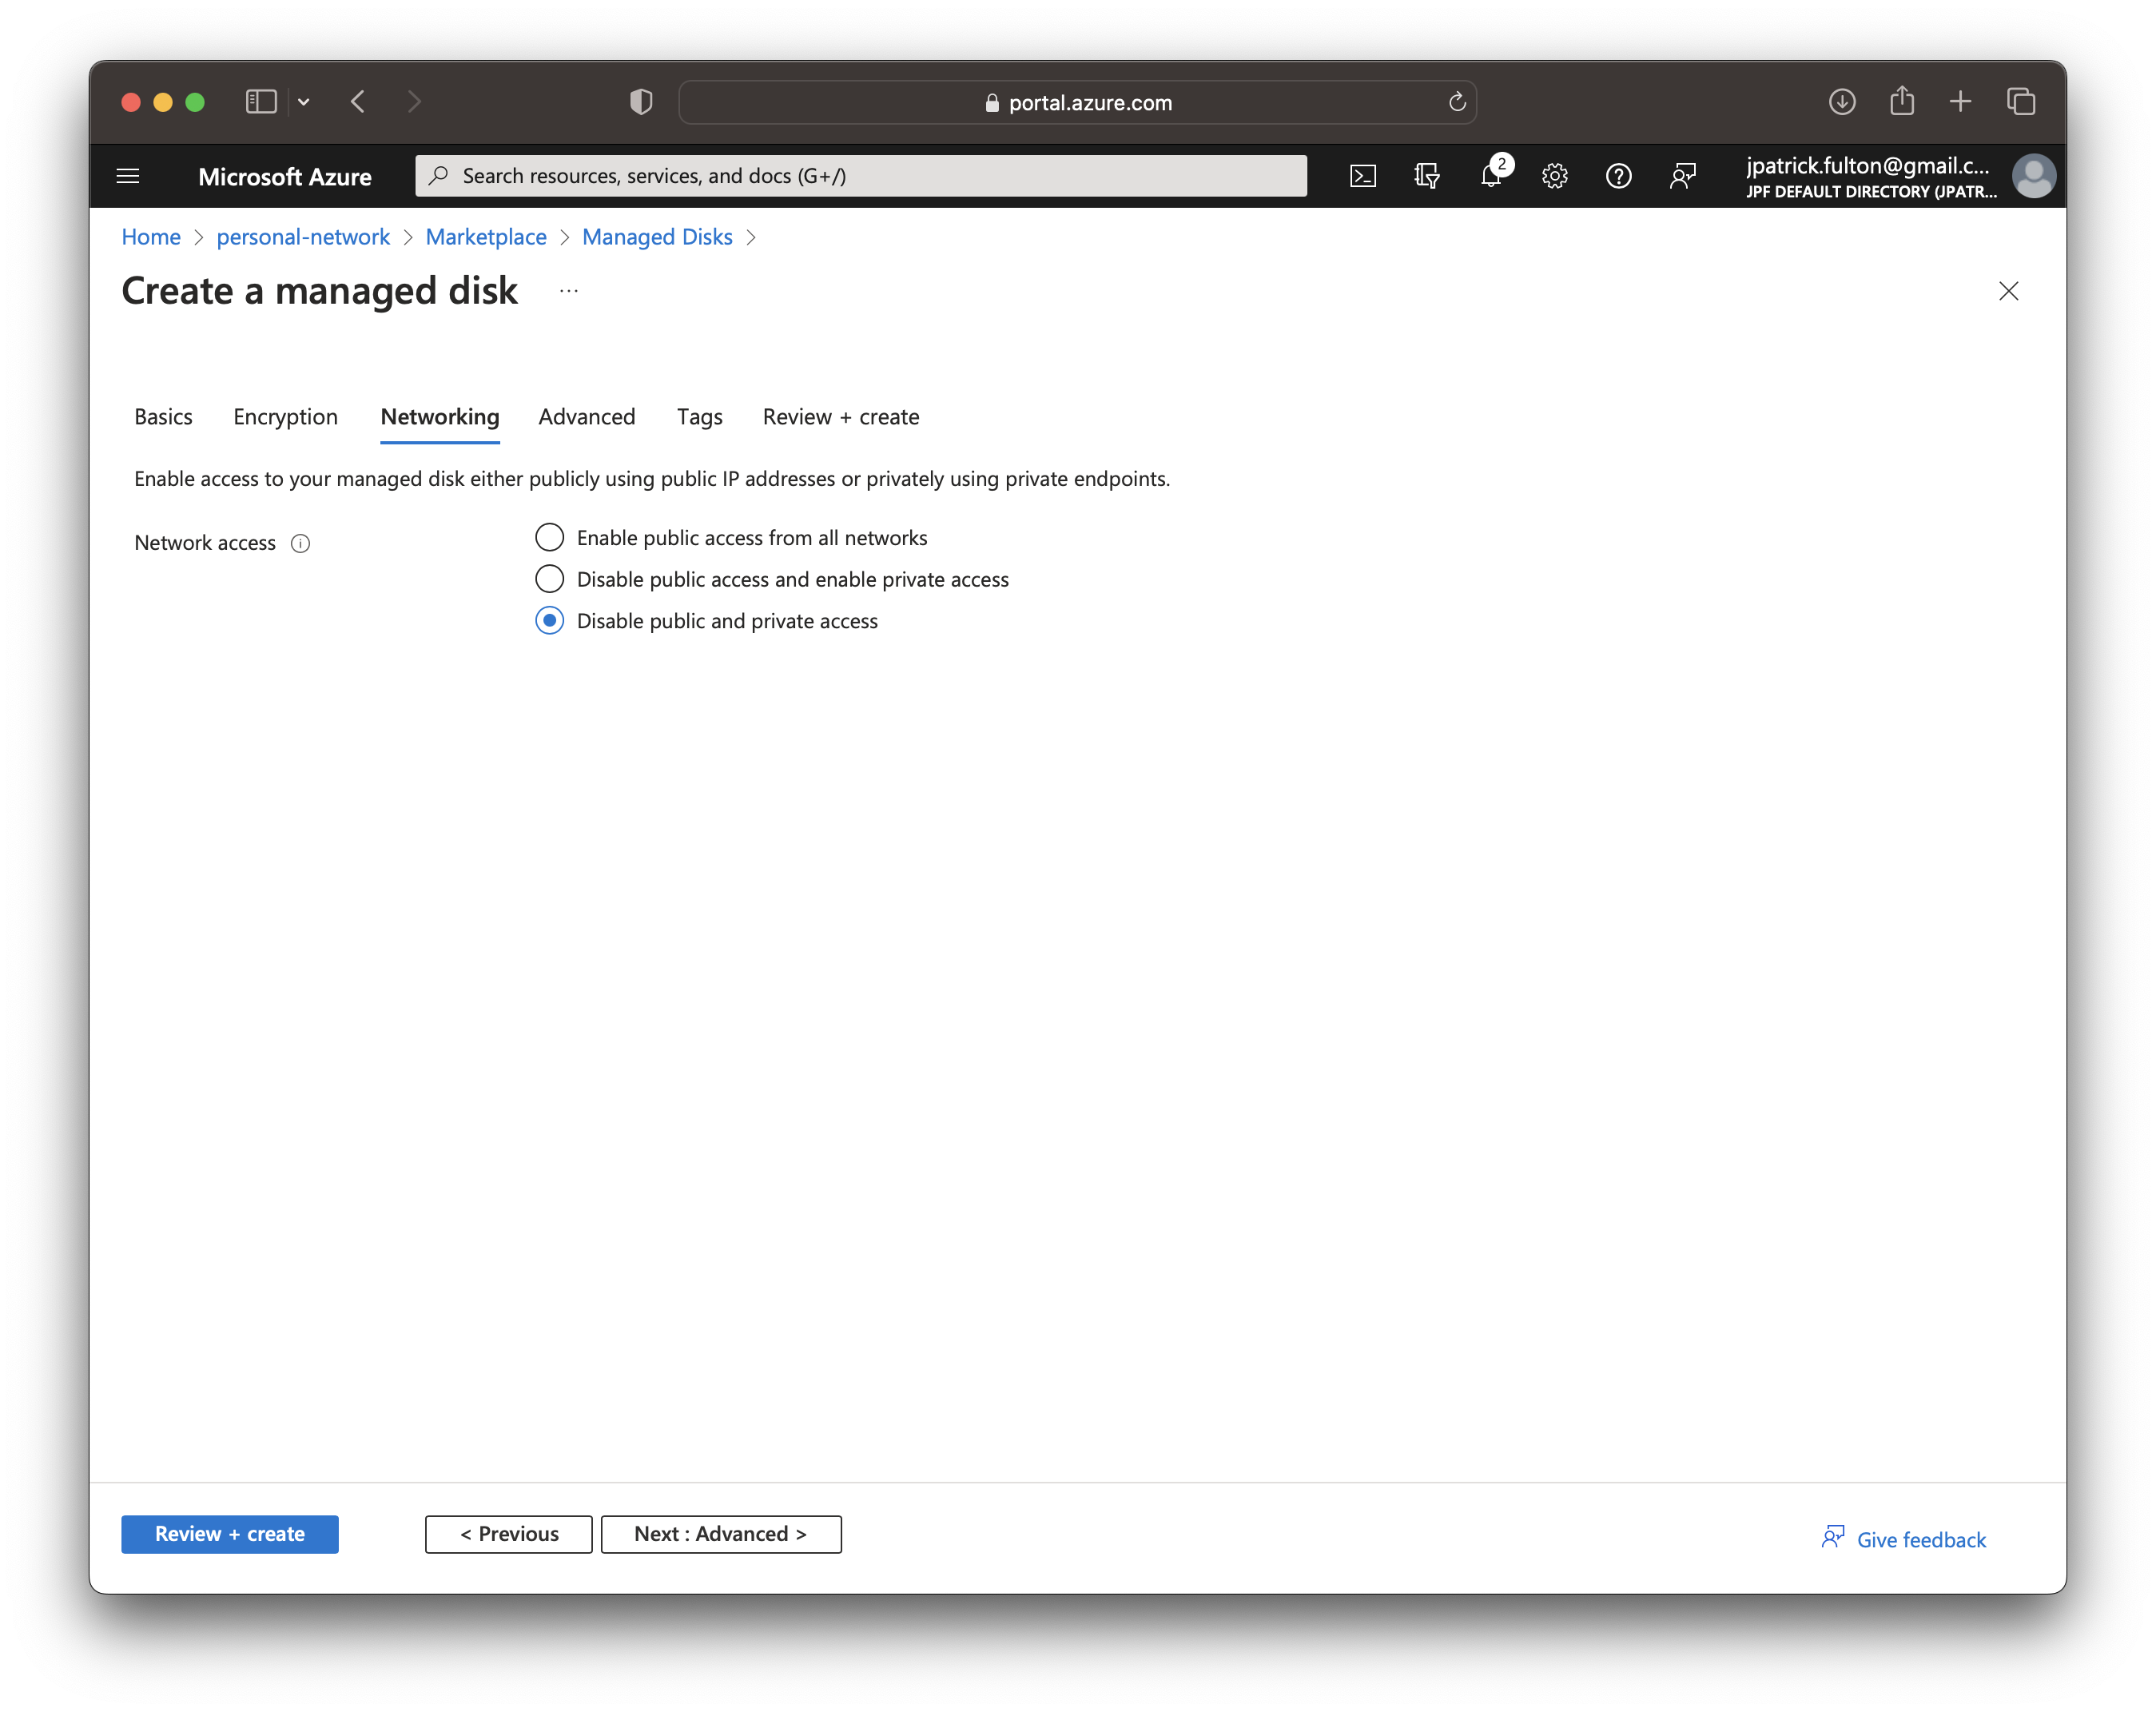 portal.azure.com
Microsoft Azure
Search resources, services, and docs (G+/)
2
jpatrick.fulton@gmail.c...
JPF DEFAULT DIRECTORY (JPATR...
Home > personal-network > Marketplace > Managed Disks >
Create a managed disk ...
Basics Encryption Networking Advanced Tags Review + create
Enable access to your managed disk either publicly using public IP addresses or privately using private endpoints.
Network access
Enable public access from all networks
Disable public access and enable private access
Disable public and private access
Review + create
< Previous
Next : Advanced >
Give feedback